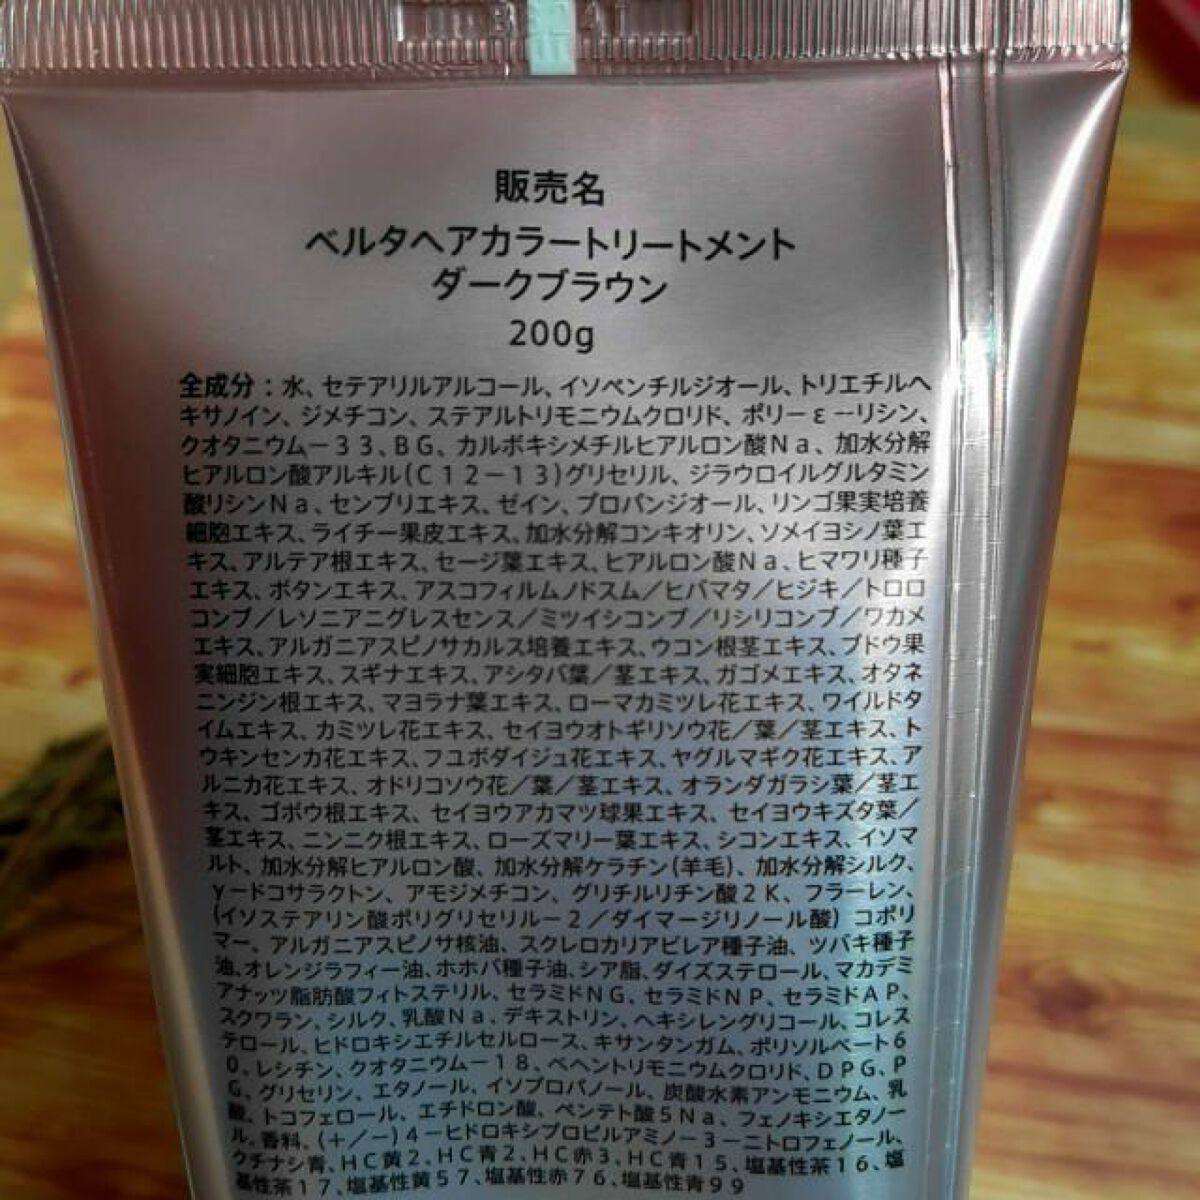 販売名
ベルタヘアカラートリートメント
ダークブラウン
200g
全成分：水、セテアリルアルコール、イソペンチルジオール、トリエチルヘ
キサノイン、ジメチコン、ステアルトリモニウムクロリド、ポリーεーリシン、
クオタニウムー33、BG、カルボキシメチルヒアルロン酸Na、加水分解
ヒアルロン酸アルキル(C12－13)グリセリル、ジラウロイルグルタミン
酸リシンNa、センブリエキス、ゼイン、プロパンジオール、リンゴ果実培養
細胞エキス、ライチー果皮エキス、加水分解コンキオリン、ソメイヨシノ葉エ
キス、アルテア根エキス、セージ葉エキス、ヒアルロン酸Na、ヒマワリ種子
エキス、ボタンエキス、アスコフィルムノドスム／ヒバマタ／ヒジキ／トロロ
コンブ／レソニアニグレスセンス／ミツイシコンブ／リシリコンブ／ワカメ
エキス、アルガニアスピノサカルス培養エキス、ウコン根茎エキス、ブドウ果
実細胞エキス、スギナエキス、アシタバ葉／茎エキス、ガゴメエキス、オタネ
ニンジン根エキス、マヨラナ葉エキス、ローマカミツレ花エキス、ワイルドタ
イムエキス、カミツレ花エキス、セイヨウオトギリソウ花／葉／茎エキス、ト
ウキンセンカ花エキス、フユボダイジュ花エキス、ヤグルマギク花エキス、ア
ルニカ花エキス、オドリコソウ花／葉／茎エキス、オランダガラシ葉／茎エ
キス、ゴボウ根エキス、セイヨウアカマツ球果エキス、セイヨウキズタ葉／
茎エキス、ニンニク根エキス、ローズマリー葉エキス、シコンエキス、イソマ
ルト、加水分解ヒアルロン酸、加水分解ケラチン(羊毛)、加水分解シルク、
γードコサラクトン、アモジメチコン、グリチルリチン酸2K、フラーレン、
(イソステアリン酸ポリグリセリル－2／ダイマージリノール酸) コポリ
マー、アルガニアスピノサ核油、スクレロカリアビレア種子油、ツバキ種子
油、オレンジラフィー油、ホホバ種子油、シア脂、ダイズステロール、マカデミ
アナッツ脂肪酸フィトステリル、セラミドNG、セラミドNP、セラミドAP、
スクワラン、シルク、乳酸Na、デキストリン、ヘキシレングリコール、コレス
テロール、ヒドロキシエチルセルロース、キサンタンガム、ポリソルベート6
0、レシチン、クオタニウムー18、ベヘントリモニウムクロリド、DPG、P
G、グリセリン、エタノール、イソプロパノール、炭酸水素アンモニウム、乳
酸、トコフェロール、エチドロン酸、ペンテト酸5Na、フェノキシエタノー
ル、香料、(＋／－)4－ヒドロキシプロピルアミノ－3－ニトロフェノール、
クチナシ青、HC黄2、HC青2、HC赤3、HC青15、塩基性茶16、塩
基性茶17、塩基性黄57、塩基性赤76、塩基性青99